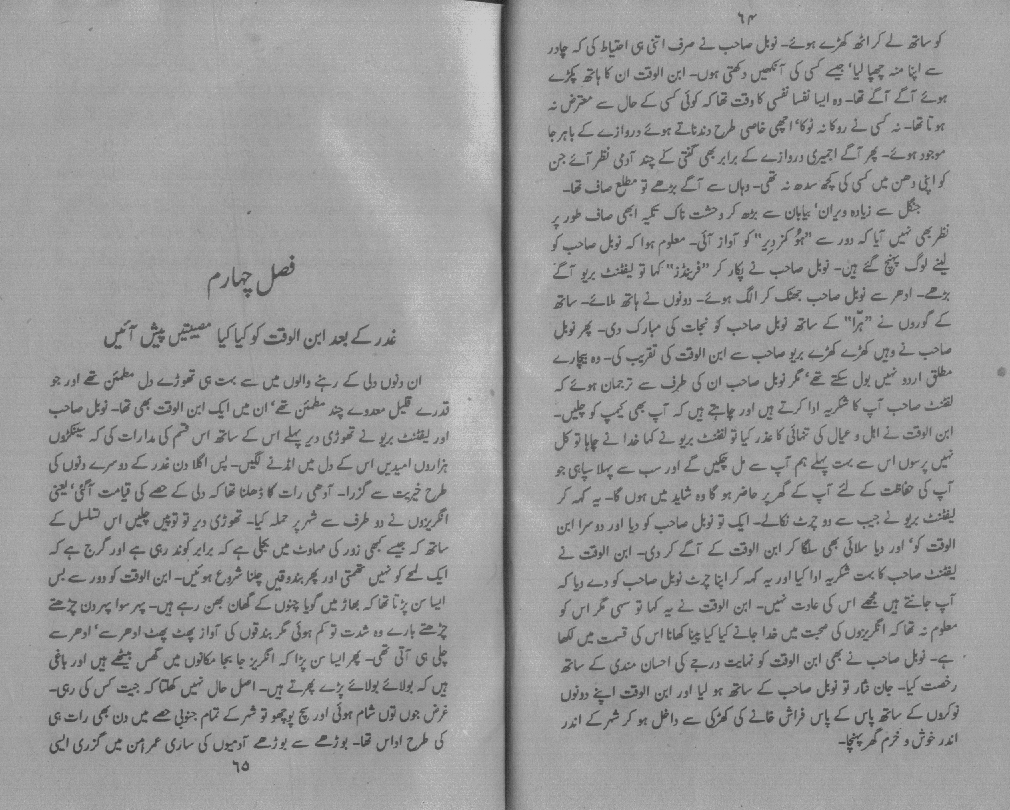 ۶۴
کو ساتھ لے کر اٹھ کھڑے ہوئے۔ نوبل صاحب نے صرف اتنی ہی احتیاط کی کہ چادر
سے اپنا منہ چھپا لیا' جیسے کسی کی آنکھیں دکھتی ہوں۔ ابن الوقت ان کا ہاتھ پکڑے
ہوئے آگے آگے تھا۔ وہ ایسا نفسا نفسی کا وقت تھا کہ کوئی کسی کے حال سے معترض نہ
ہوتا تھا۔ نہ کسی نے روکا نہ ٹوکا' اچھی خاصی طرح دندناتے ہوئے دروازے کے باہر جا
موجود ہوئے۔ پھر آگے اجمیری دروازے کے برابر بھی گنتی کے چند آدمی نظر آئے جن
کو اپنی دھن میں کسی کی کچھ سدھ نہ تھی۔ وہاں سے آگے بڑھے تو مطلع صاف تھا۔
جنگل سے زیادہ ویران' بیابان سے بڑھ کر وحشت ناک تکیہ ابھی صاف طور پر
نظر بھی نہیں آیا کہ دور سے "ہُو کمز دیر" کو آواز آئی۔ معلوم ہوا کہ نوبل صاحب کو
لینے لوگ پہنچ گئے ہیں۔ نوبل صاحب نے پکار کر "فرینڈز" کہا تو لیفٹنٹ بریو آگے
بڑھے۔ ادھر سے نوبل صاحب جھٹک کر الگ ہوئے۔ دونوں نے ہاتھ ملائے۔ ساتھ
کے گوروں نے "ہرّا" کے ساتھ نوبل صاحب کو نجات کی مبارک دی۔ پھر نوبل
صاحب نے وہیں کھڑے کھڑے بریو صاحب سے ابن الوقت کی تقریب کی۔ وہ بیچارے
مطلق اردو نہیں بول سکتے تھے' مگر نوبل صاحب ان کی طرف سے ترجمان ہوئے کہ
لفٹنٹ صاحب آپ کا شکریہ ادا کرتے ہیں اور چاہتے ہیں کہ آپ بھی کیمپ کو چلیں۔
ابن الوقت نے اہل و عیال کی تنہائی کا عذر کیا تو لفٹنٹ بریو نے کہا خدا نے چاہا تو کل
نہیں پرسوں اس سے بہت پہلے ہم آپ سے مل چکیں گے اور سب سے پہلا سپاہی جو
آپ کی حفاظت کے لئے آپ کے گھر پر حاضر ہو گا وہ شاید میں ہوں گا۔ یہ کہہ کر
لیفٹنٹ بریو نے جیب سے دو چرٹ نکالے۔ ایک تو نوبل صاحب کو دیا اور دوسرا ابن
الوقت کو' اور دیا سلائی بھی سلگا کر ابن الوقت کے آگے کر دی۔ ابن الوقت نے
لیفٹنٹ صاحب کا بہت شکریہ ادا کیا اور یہ کہہ کر اپنا چرٹ نوبل صاحب کو دے دیا کہ
آپ جانتے ہیں مجھے اس کی عادت نہیں۔ ابن الوقت نے یہ کہا تو سہی مگر اس کو
معلوم نہ تھا کہ انگریزوں کی صحبت میں خدا جانے کیا کیا پینا کھانا اس کی قسمت میں لکھا
ہے۔ نوبل صاحب نے بھی ابن الوقت کو نہایت درجے کی احسان مندی کے ساتھ
رخصت کیا۔ جان نثار تو نوبل صاحب کے ساتھ ہو لیا اور ابن الوقت اپنے دونوں
نوکروں کے ساتھ پاس کے پاس فراش خانے کی کھڑکی سے داخل ہو کر شہر کے اندر
اندر خوش و خرم گھر پہنچا۔
فصل چہارم
غدر کے بعد ابن الوقت کو کیا کیا مصیبتیں پیش آئیں
ان دنوں دلی کے رہنے والوں میں سے بہت ہی تھوڑے دل مطمئن تھے اور جو
قدرے قلیل معدودے چند مطمئن تھے' ان میں ایک ابن الوقت بھی تھا۔ نوبل صاحب
اور لیفٹنٹ بریو نے تھوڑی دیر پہلے اس کے ساتھ اس قسم کی مدارات کی کہ سینکڑوں
ہزاروں امیدیں اس کے دل میں امڈنے لگیں۔ پس اگلا دن غدر کے دوسرے دنوں کی
طرح خیریت سے گزرا۔ آدھی رات کا ڈھلنا تھا کہ دلی کے حصے کی قیامت آگئی' یعنی
انگریزوں نے دو طرف سے شہر پر حملہ کیا۔ تھوڑی دیر تو توپیں چلیں اس تسلسل کے
ساتھ کہ جیسے کبھی زور کی مہاوٹ میں بجلی ہے کہ برابر کوند رہی ہے اور گرج ہے کہ
ایک لمحے کو نہیں تھمتی اور پھر بندوقیں چلنا شروع ہوئیں۔ ابن الوقت کو دور سے بس
ایسا سن پڑتا تھا کہ بھاڑ میں گویا چنوں کے گھان بھن رہے ہیں۔ پہر سوا پہر دن چڑھتے
چڑھتے بارے وہ شدت تو کم ہوئی مگر بندوقوں کی آواز پھٹ پھٹ ادھر سے' ادھر سے
چلی ہی آتی تھی۔ پھر ایسا سن پڑا کہ انگریز جا بجا مکانوں میں گھس بیٹھے ہیں اور باغی
ہیں کہ بولائے بولائے پڑے پھرتے ہیں۔ اصل حال نہیں کھلتا کہ جیت کس کی رہی۔
غرض جوں توں شام ہوئی اور سچ پوچھو تو شہر کے تمام جنوبی حصے میں دن بھی رات ہی
کی طرح اداس تھا۔ بوڑھے سے بوڑھے آدمیوں کی ساری عمر امن میں گزری ایسی
۶۵